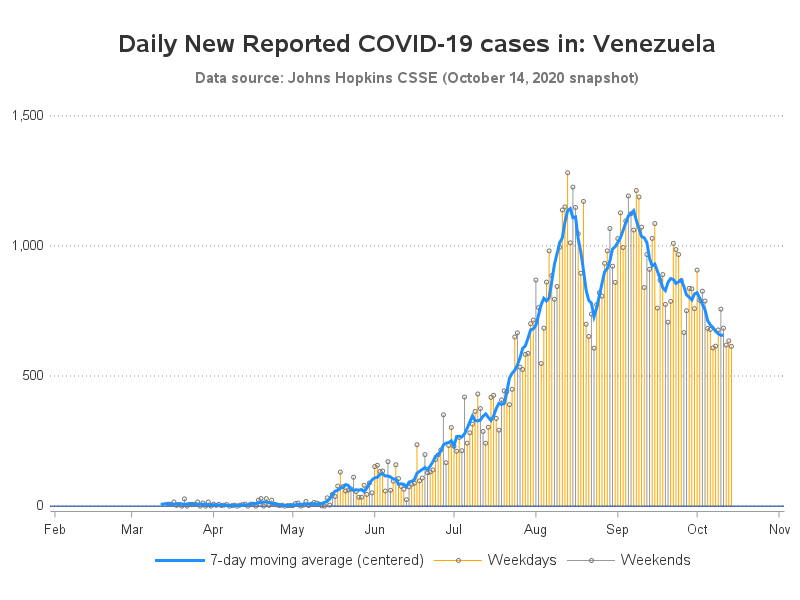 Daily New Reported COVID-19 cases in: Venezuela
Data source: Johns Hopkins CSSE (October 14, 2020 snapshot)
1,500
1,000
500
0
Feb Mar Apr May Jun Jul Aug Sep Oct Nov
7-day moving average (centered) Weekdays Weekends